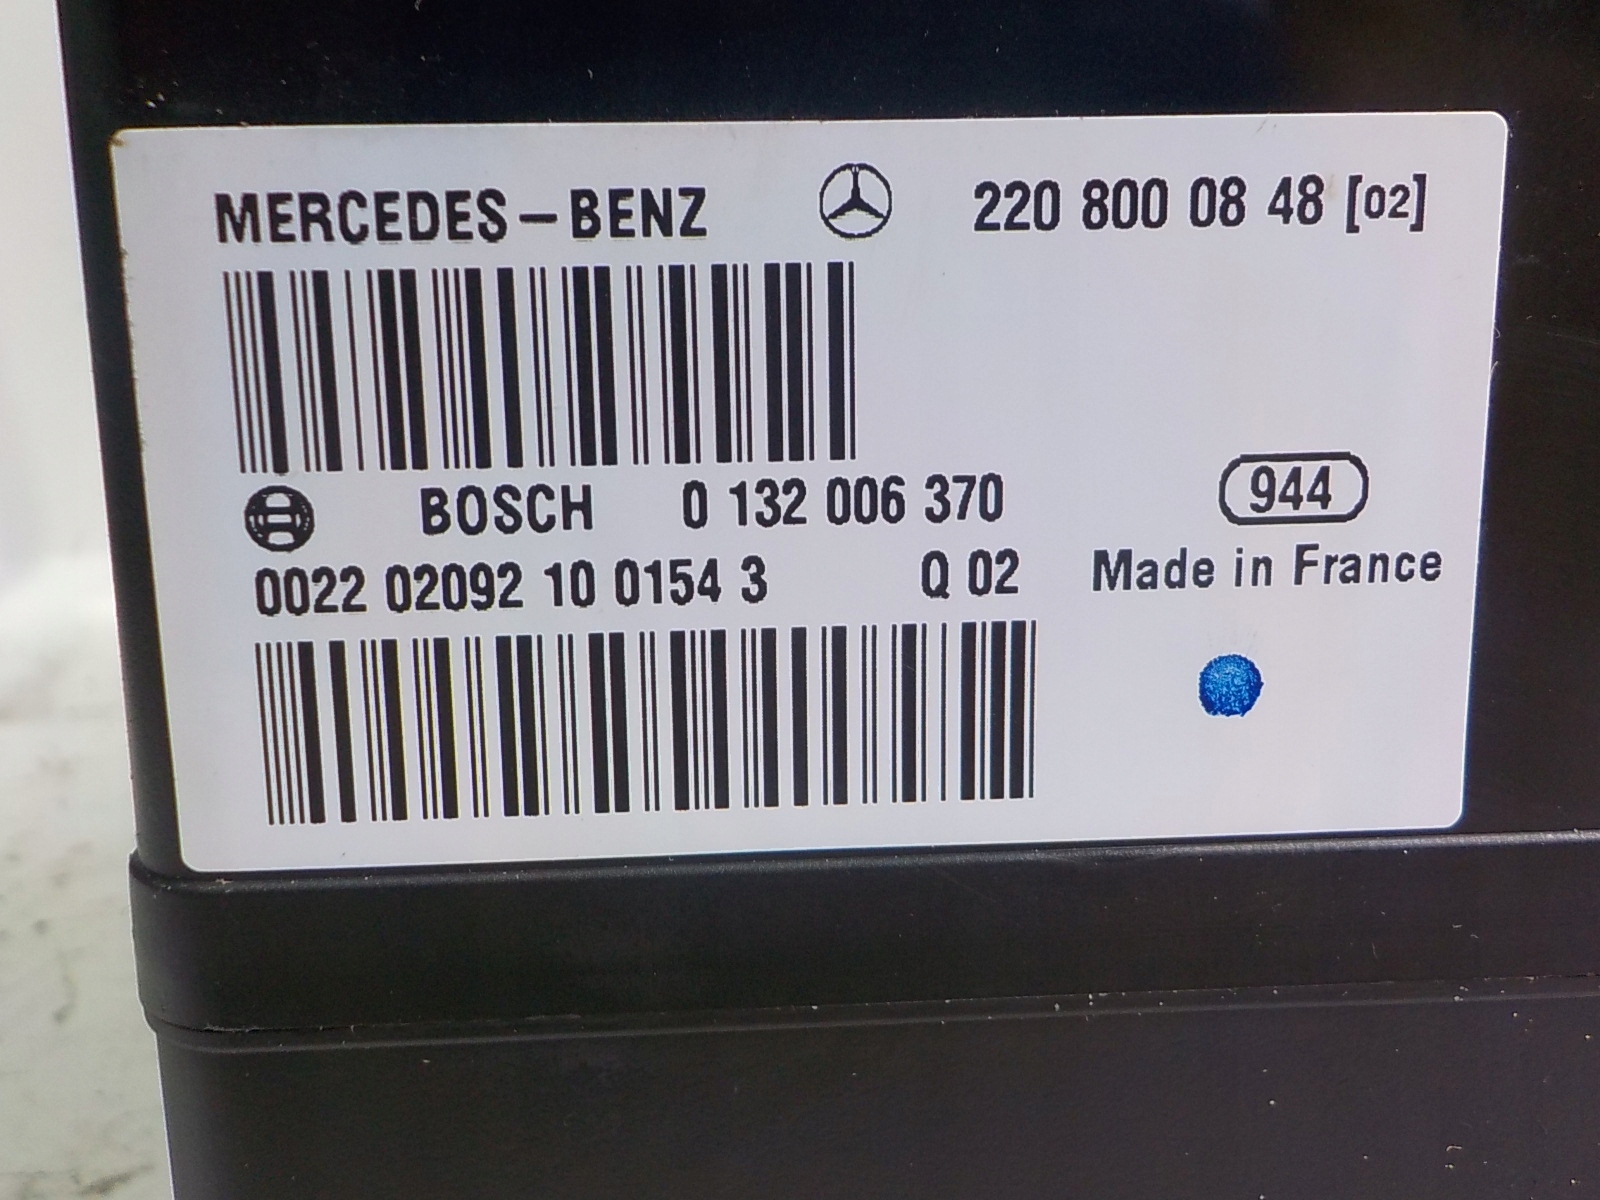 MERCEDES-BENZ 220 800 08 48 [02]
BOSCH 0 132 006 370 944
0022 02092 10 0154 3 Q 02 Made in France